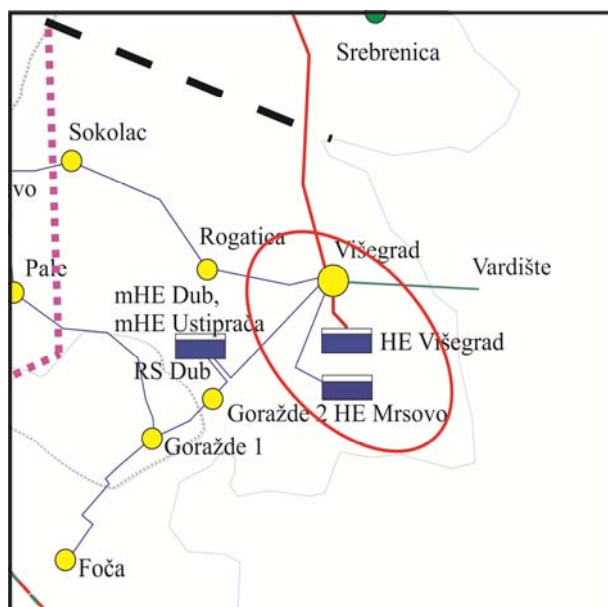 Srebrenica
Sokolac
vo
Rogatica
Višegrad
Pale
Vardište
mHE Dub,
mHE Ustiprača
HE Višegrad
RS Dub
Goražde 2 HE Mrsovo
Goražde 1
Foča